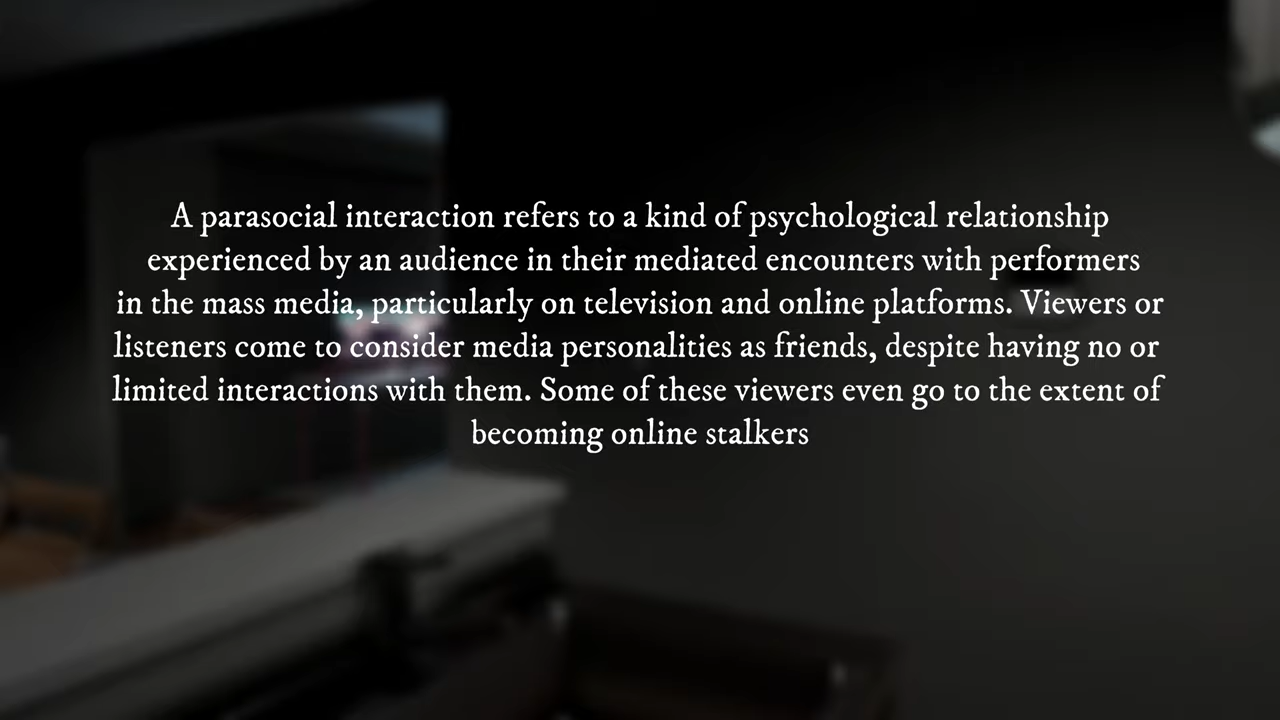 A parasocial interaction refers to a kind of psychological relationship
experienced by an audience in their mediated encounters with performers
in the mass media, particularly on television and online platforms. Viewers or
listeners come to consider media personalities as friends, despite having no or
limited interactions with them. Some of these viewers even go to the extent of
becoming online stalkers